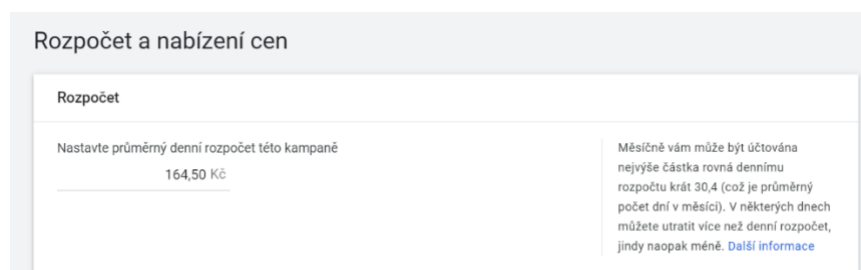 Rozpočet a nabízení cen
Rozpočet
Nastavte průměrný denní rozpočet této kampaně
164,50 Kč
Měsíčně vám může být účtována
nejvýše částka rovná dennímu
rozpočtu krát 30,4 (což je průměrný
počet dní v měsíci). V některých dnech
můžete utratit více než denní rozpočet,
jindy naopak méně. Další informace